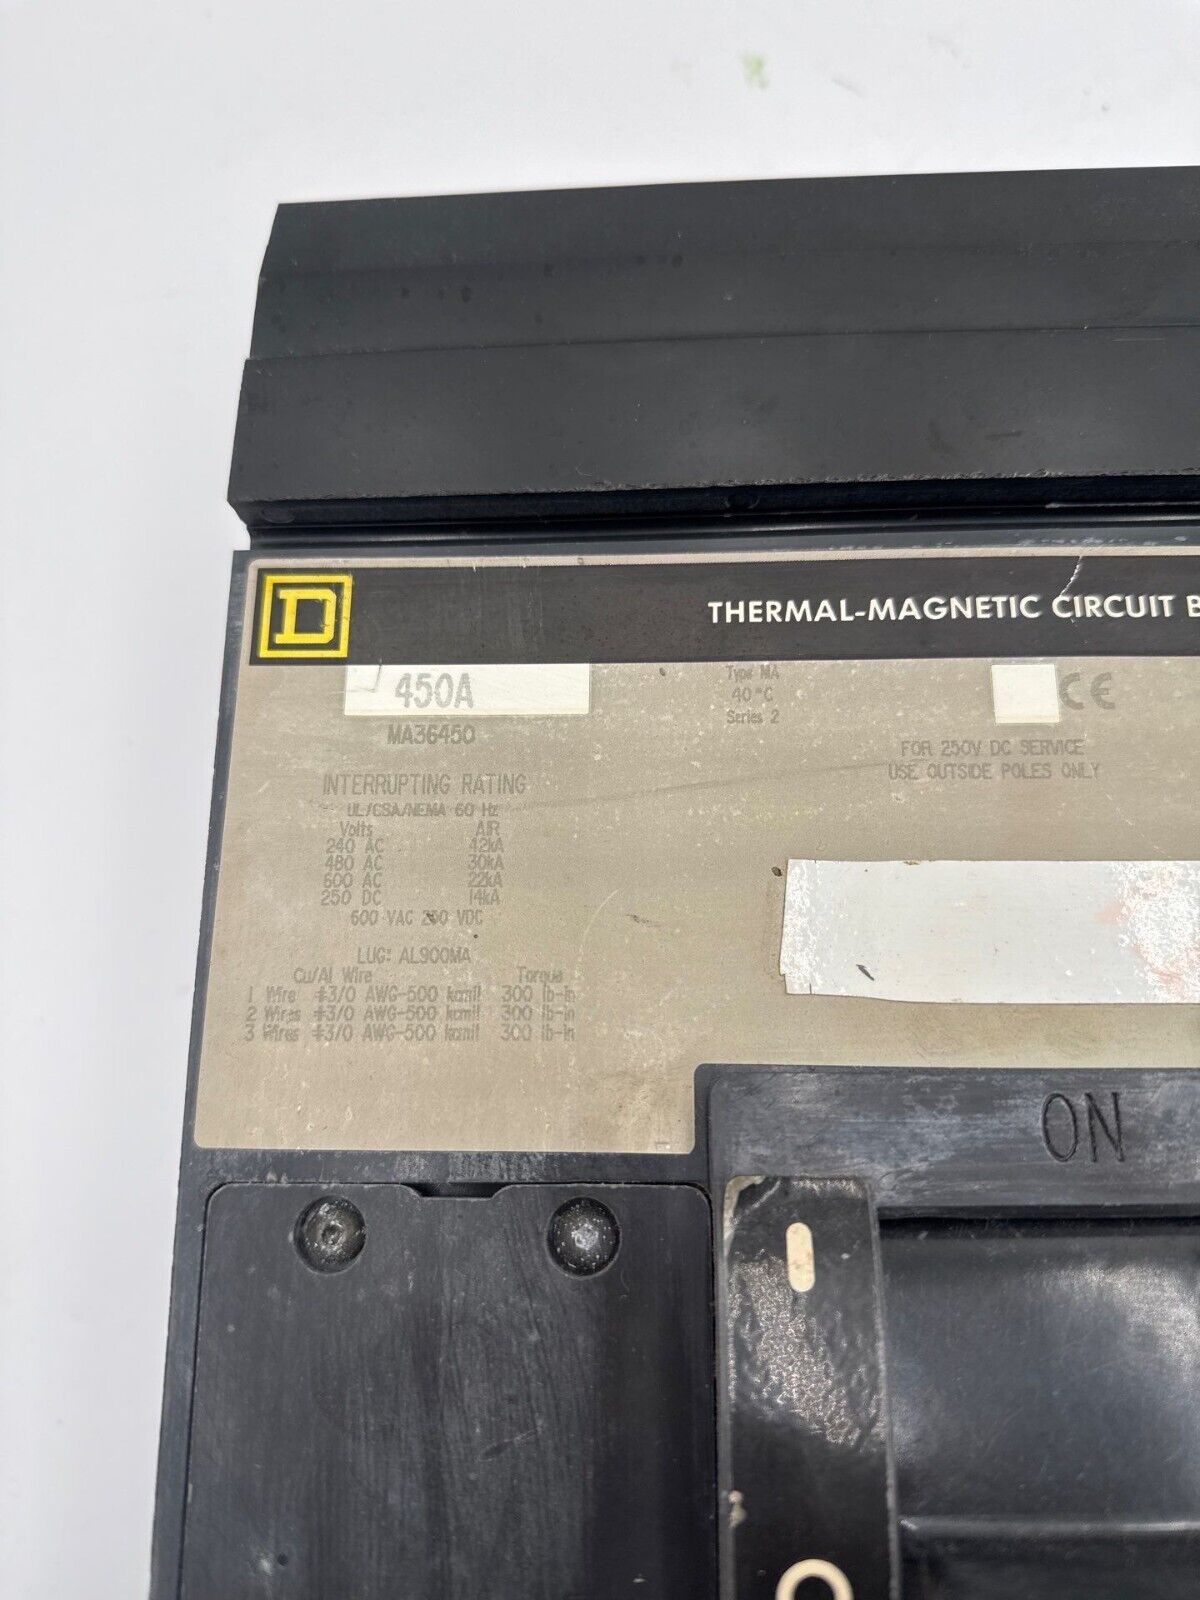 D
THERMAL-MAGNETIC CIRCUIT B
450A
MA36450
Type MA
40°C
Series 2
CE
FOR 250V DC SERVICE
USE OUTSIDE POLES ONLY
INTERRUPTING RATING
UL/CSA/NEMA 60 Hz
Volts AIR
240 AC 42kA
480 AC 30kA
600 AC 22kA
250 DC 14kA
600 VAC 250 VDC
LUG: AL900MA
Cu/Al Wire Torque
1 Wire #3/0 AWG-500 kcmil 300 lb-in
2 Wires #3/0 AWG-500 kcmil 300 lb-in
3 Wires #3/0 AWG-500 kcmil 300 lb-in
ON
I
O